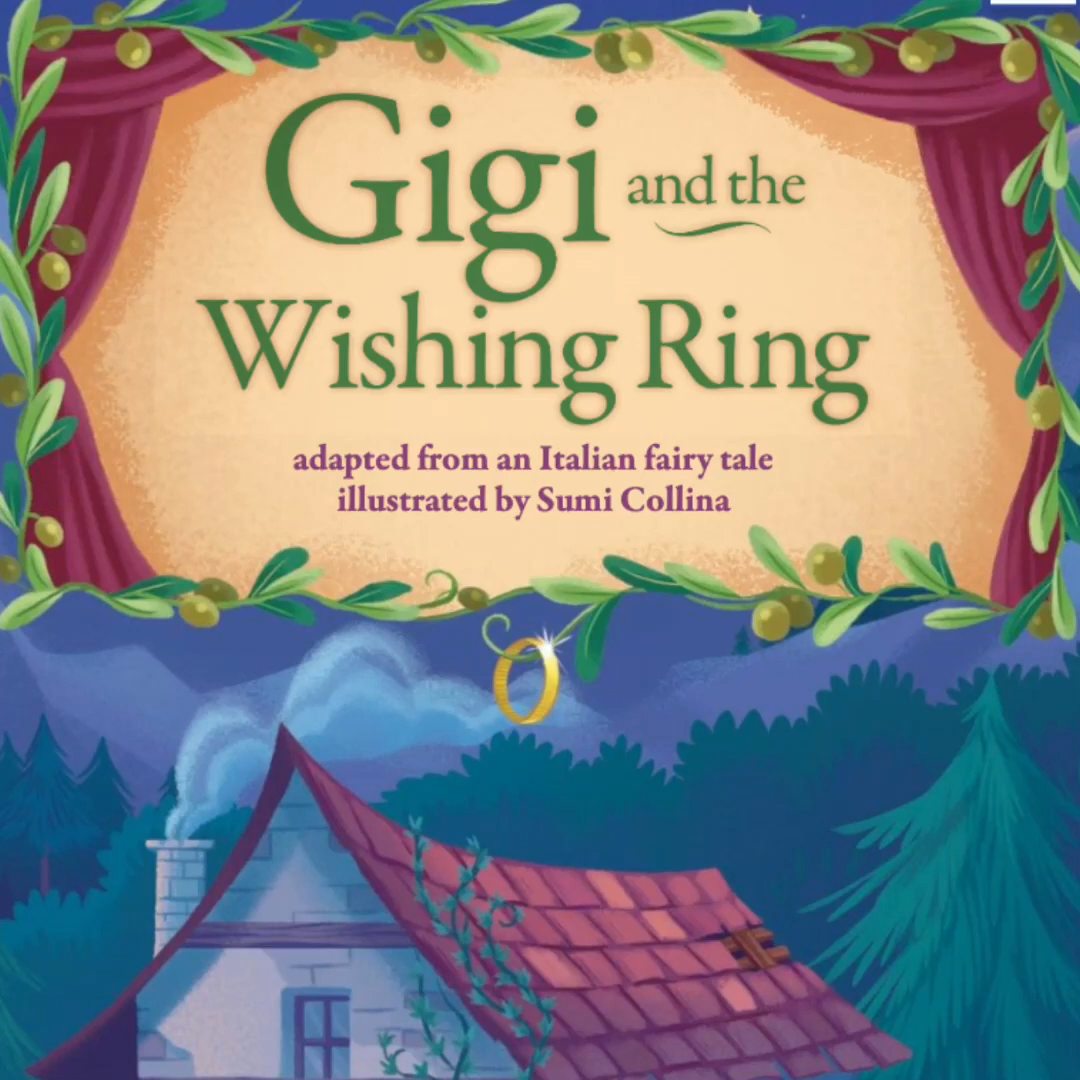 Gigi and the
Wishing Ring
adapted from an Italian fairy tale
illustrated by Sumi Collina